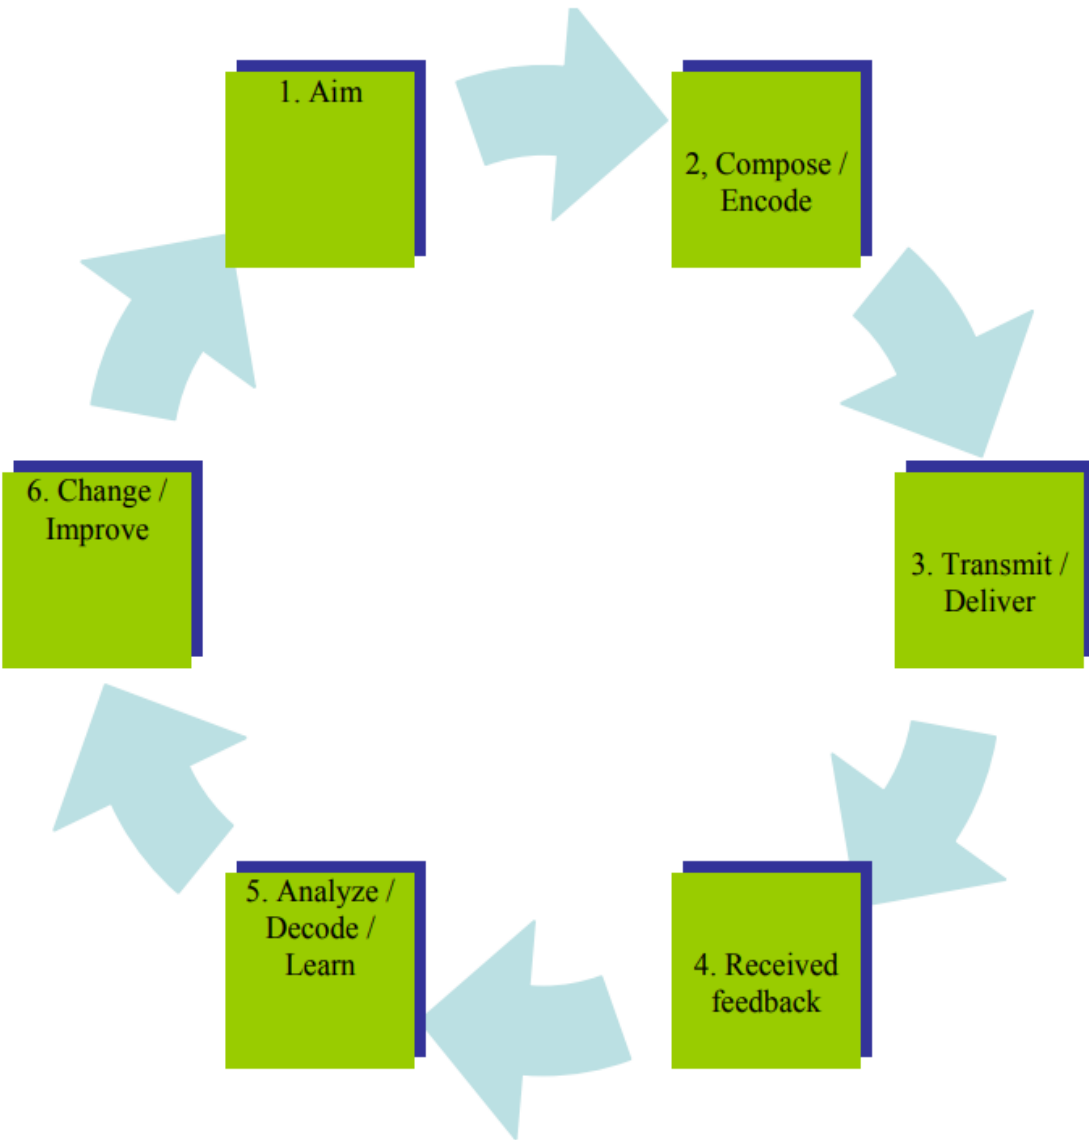 1. Aim
2, Compose /
Encode
3. Transmit /
Deliver
4. Received
feedback
5. Analyze /
Decode /
Learn
6. Change /
Improve